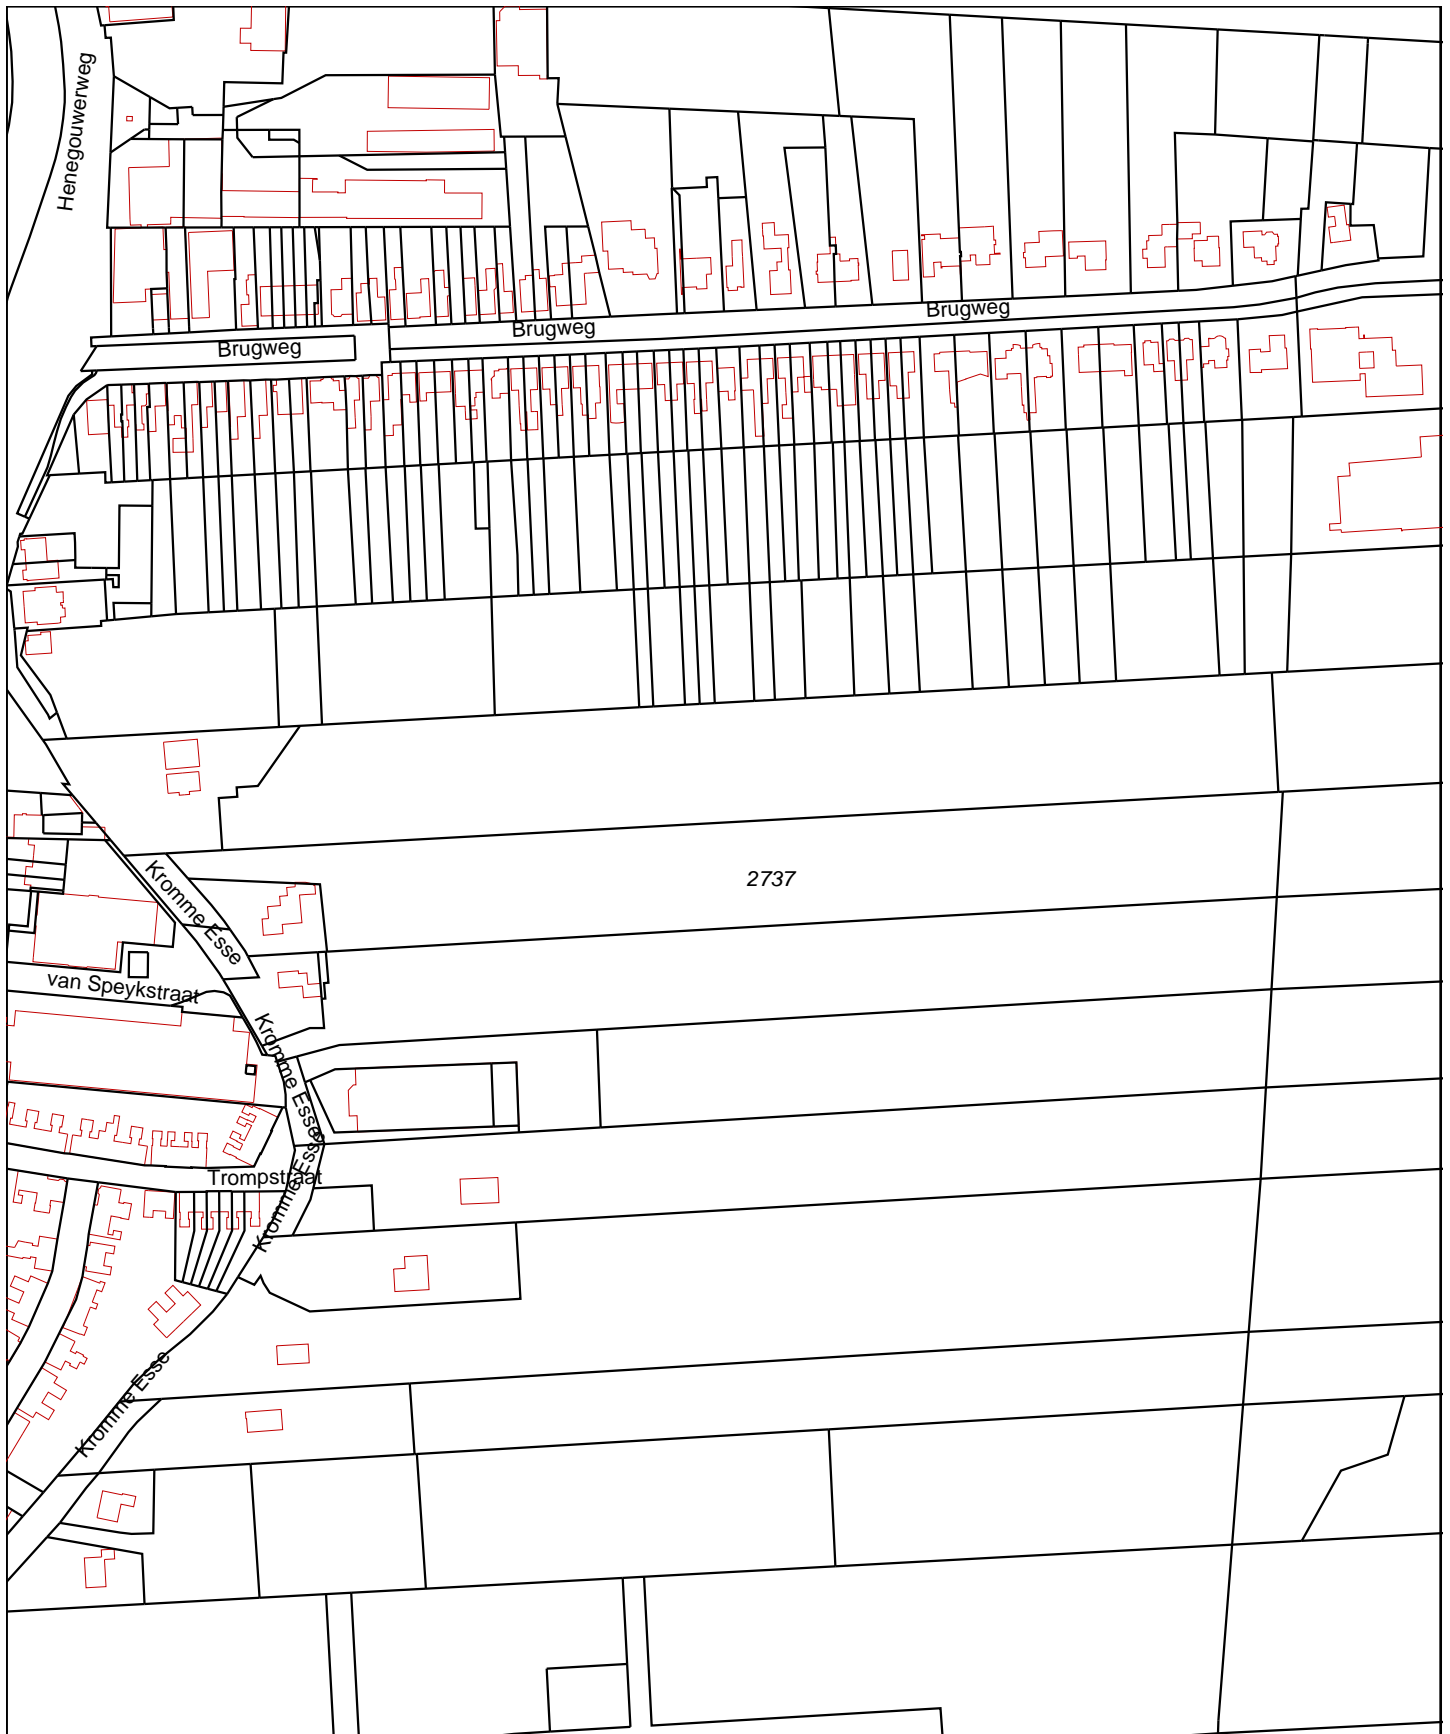 Henegouwerweg
Brugweg
Brugweg
Brugweg
2737
Kromme Esse
van Speykstraat
Kromme Esse
Trompstraat
Kromme Esse
Kromme Esse